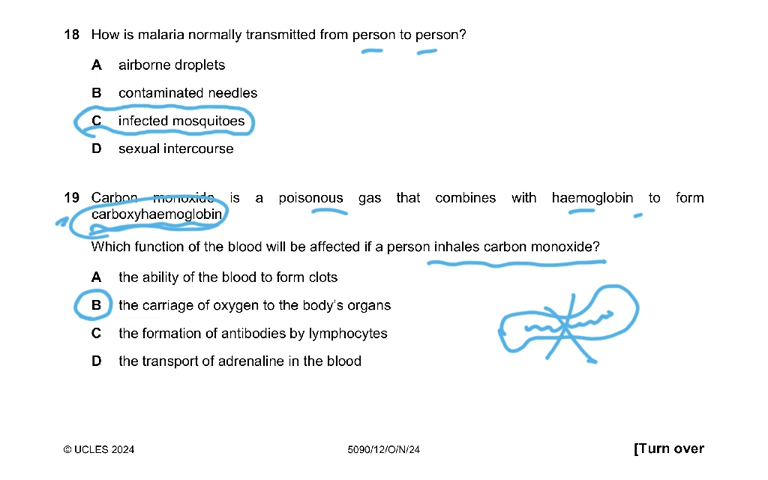 18 How is malaria normally transmitted from person to person?
A airborne droplets
B contaminated needles
C infected mosquitoes
D sexual intercourse
19 Carbon monoxide is a poisonous gas that combines with haemoglobin to form
carboxyhaemoglobin.
Which function of the blood will be affected if a person inhales carbon monoxide?
A the ability of the blood to form clots
B the carriage of oxygen to the body's organs
C the formation of antibodies by lymphocytes
D the transport of adrenaline in the blood
© UCLES 2024 5090/12/O/N/24 [Turn over